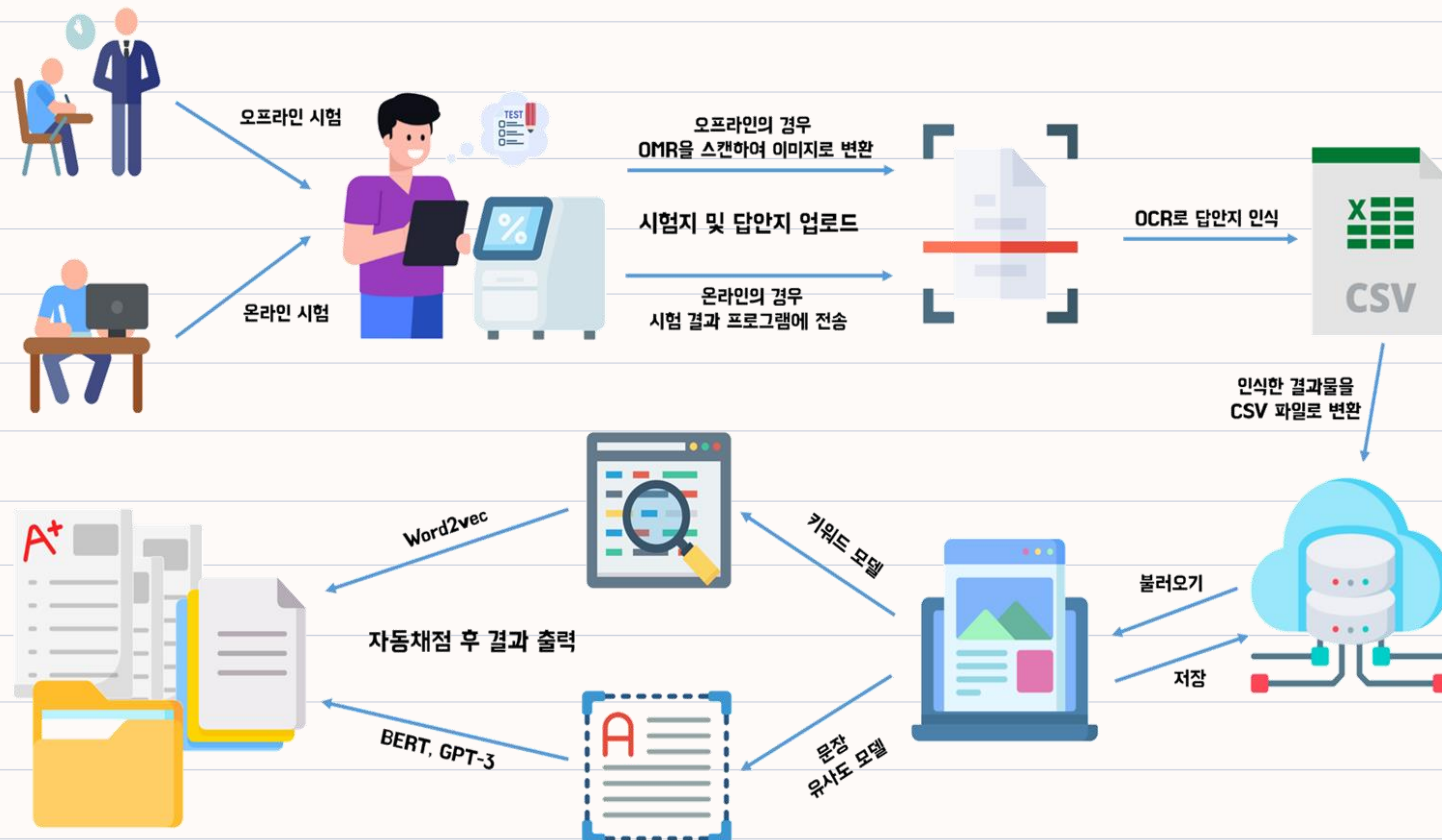 오프라인 시험
TEST
오프라인의 경우
OMR을 스캔하여 이미지로 변환
시험지 및 답안지 업로드
OCR로 답안지 인식
X
CSV
온라인 시험
온라인의 경우
시험 결과 프로그램에 전송
인식한 결과물을
CSV 파일로 변환
A+
Word2vec
키워드 모델
불러오기
자동채점 후 결과 출력
저장
A
BERT, GPT-3
문장
유사도 모델